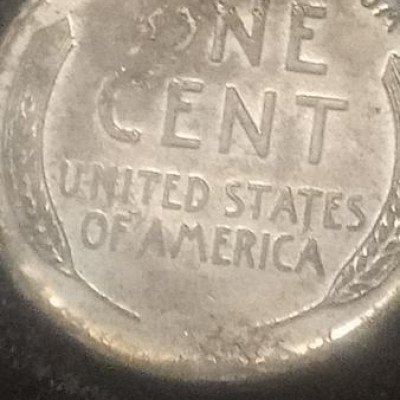 ONE
CENT
UNITED STATES
OF AMERICA